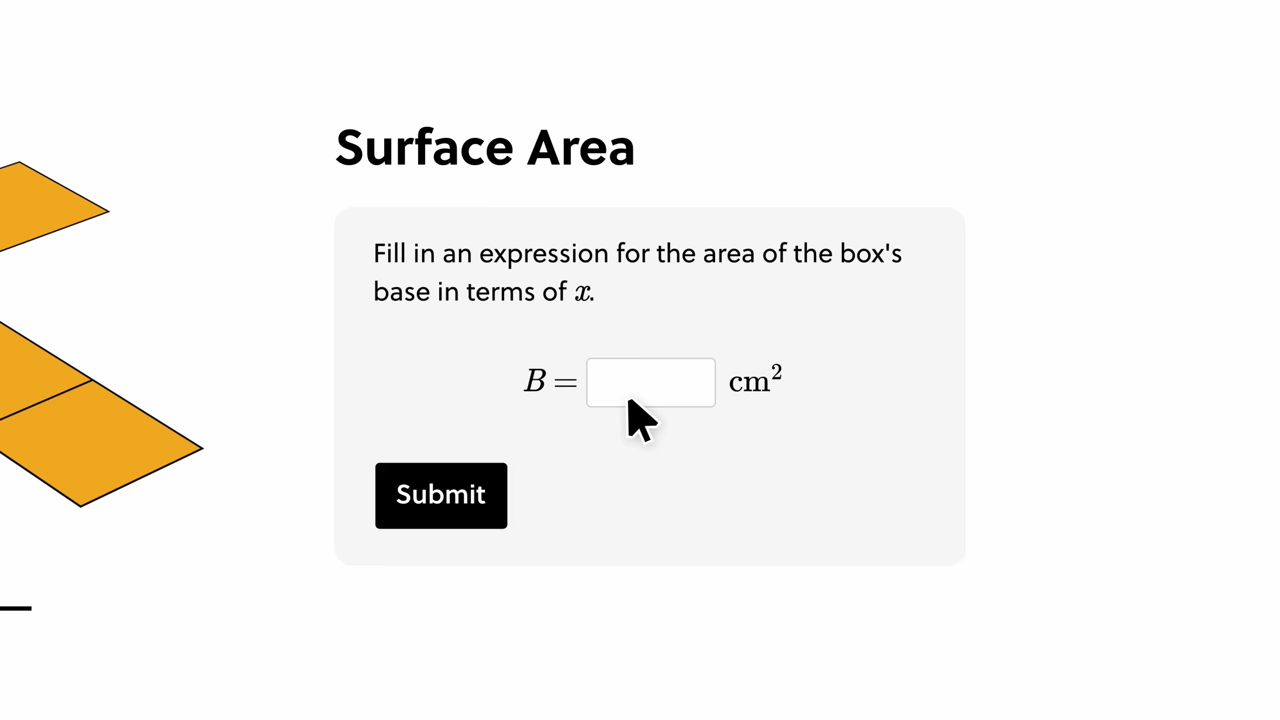 Surface Area
Fill in an expression for the area of the box's
base in terms of x.
B = cm²
Submit